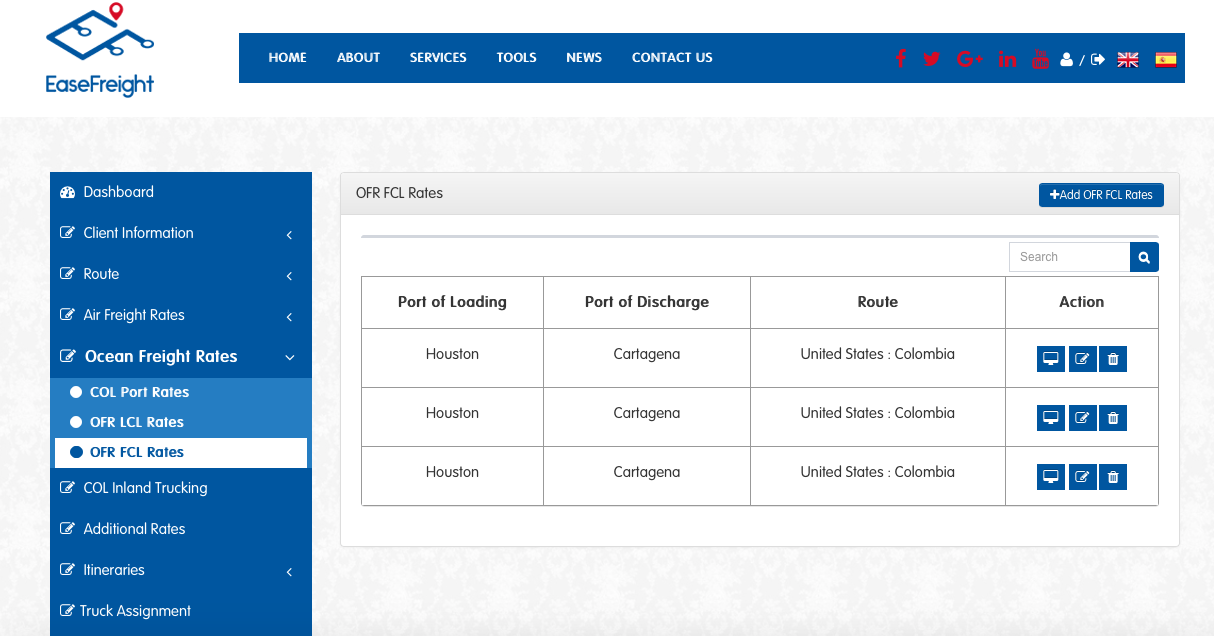 EaseFreight
HOME ABOUT SERVICES TOOLS NEWS CONTACT US /
Dashboard
Client Information
Route
Air Freight Rates
Ocean Freight Rates
COL Port Rates
OFR LCL Rates
OFR FCL Rates
COL Inland Trucking
Additional Rates
Itineraries
Truck Assignment
OFR FCL Rates
+Add OFR FCL Rates
Search
Port of Loading Port of Discharge Route Action
Houston Cartagena United States : Colombia
Houston Cartagena United States : Colombia
Houston Cartagena United States : Colombia